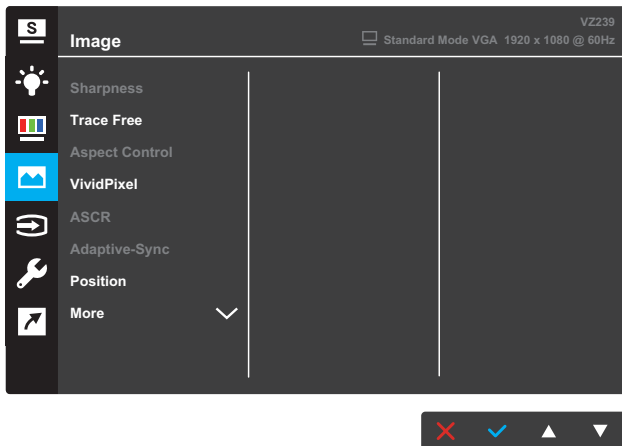 S
VZ239
Image
Standard Mode VGA 1920 x 1080 @ 60Hz
Sharpness
Trace Free
Aspect Control
VividPixel
ASCR
Adaptive-Sync
Position
More